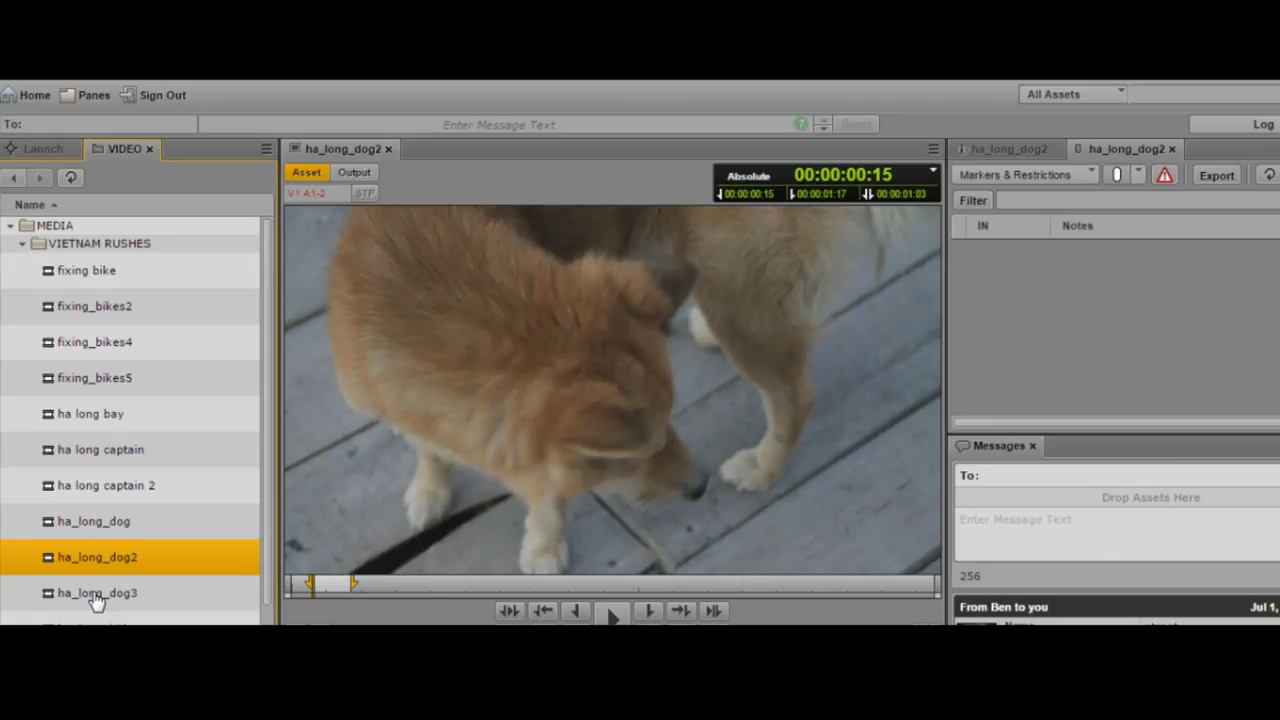 Home Panes Sign Out All Assets
To: Enter Message Text 7 Send Log
Launch VIDEO
Name
MEDIA
VIETNAM RUSHES
fixing bike
fixing_bikes2
fixing_bikes4
fixing_bikes5
ha long bay
ha long captain
ha long captain 2
ha_long_dog
ha_long_dog2
ha_long_dog3
ha_long_dog2
Asset Output
V1 A1-2 STP
Absolute 00:00:00:15
00:00:00:15 00:00:01:17 00:00:01:03
ha_long_dog2 ha_long_dog2
Markers & Restrictions Export
Filter
IN Notes
Messages
To:
Drop Assets Here
Enter Message Text
256
From Ben to you Jul 1,